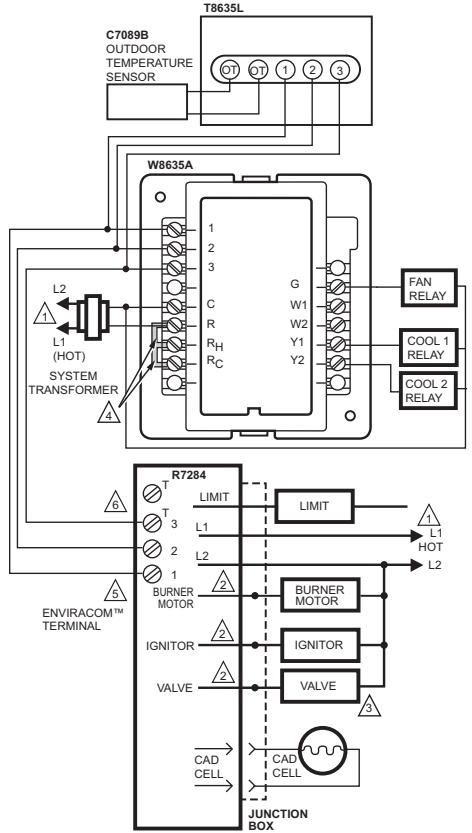 T8635L
C7089B
OUTDOOR
TEMPERATURE
SENSOR
OT OT 1 2 3
W8635A
1
2
3
C
R
RH
RC
G
W1
W2
Y1
Y2
FAN
RELAY
COOL 1
RELAY
COOL 2
RELAY
L2
1
L1
(HOT)
SYSTEM
TRANSFORMER
4
R7284
T
6
T
3
2
1
5
ENVIRACOM™
TERMINAL
LIMIT
LIMIT
1
L1
L1
HOT
L2
L2
BURNER
MOTOR
2
BURNER
MOTOR
IGNITOR
2
IGNITOR
VALVE
2
VALVE
3
CAD
CELL
CAD
CELL
JUNCTION
BOX